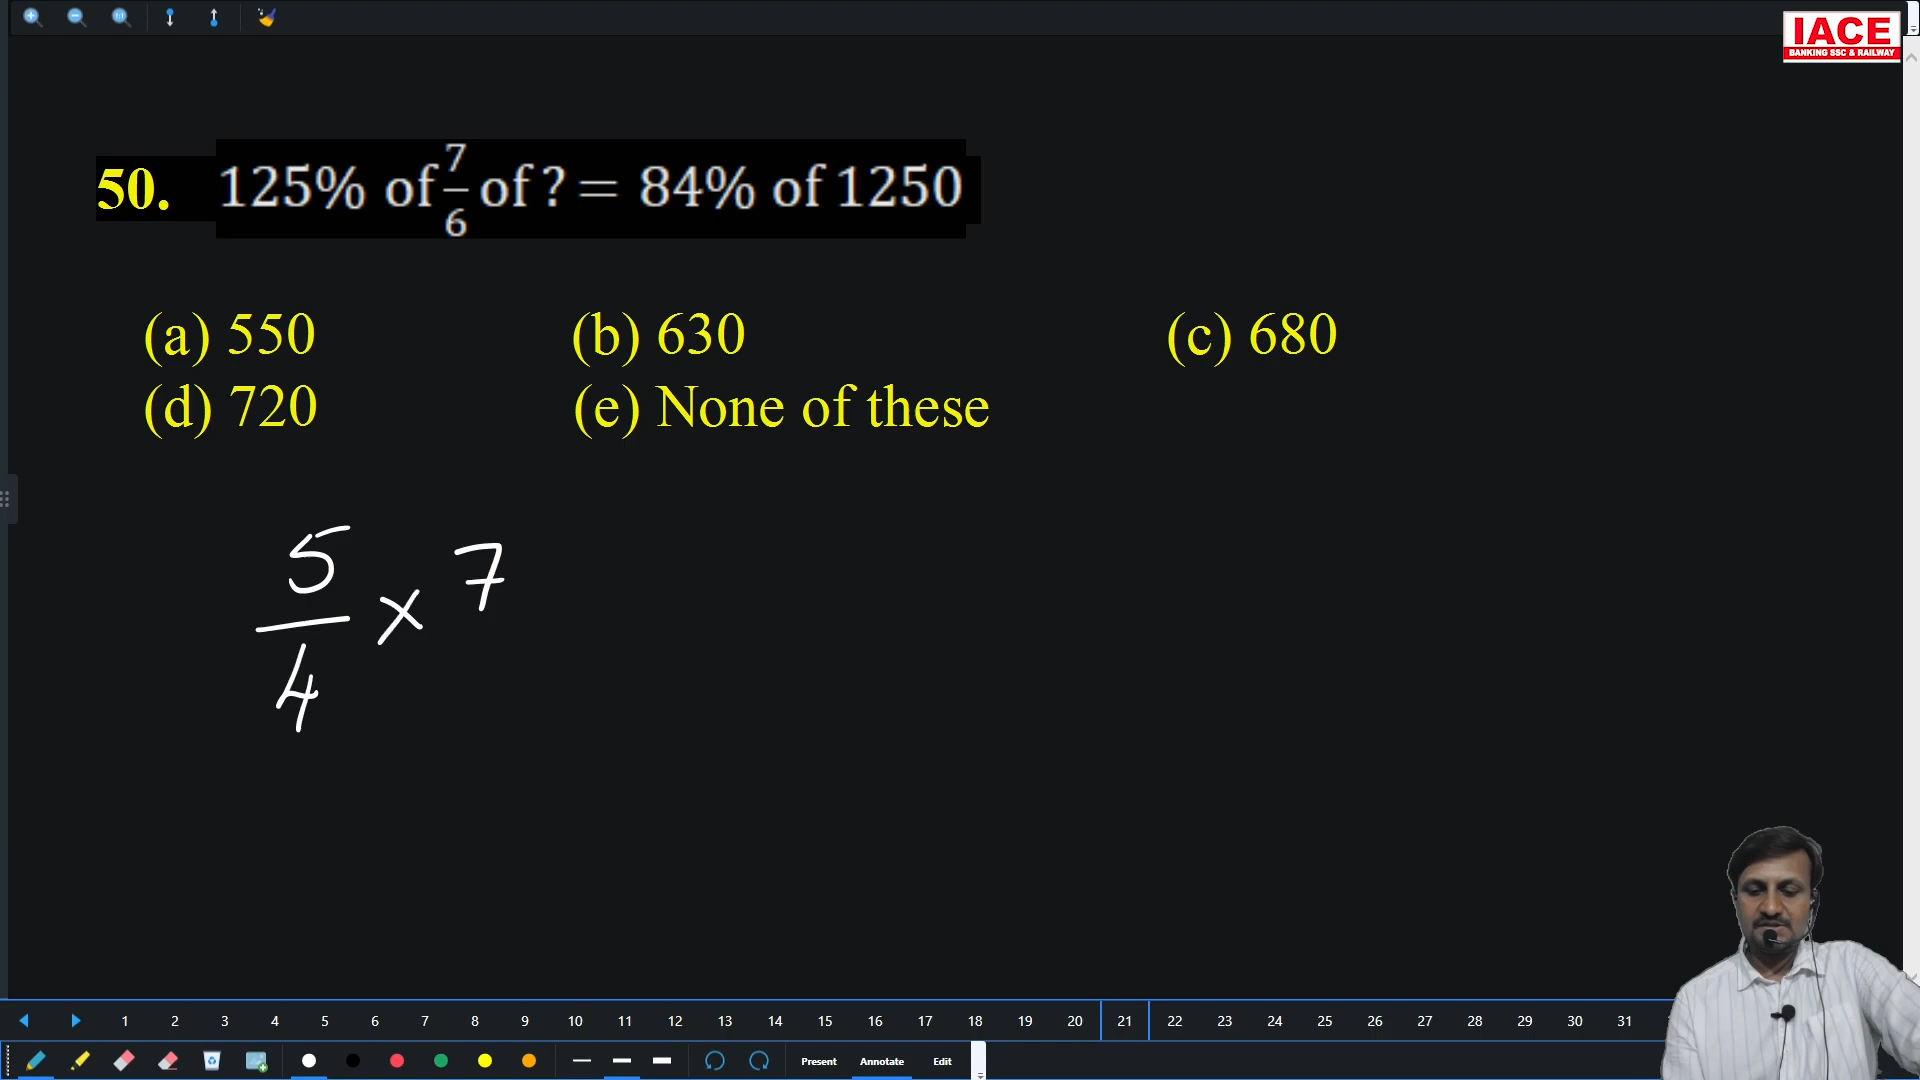 IACE
BANKING SSC & RAILWAY
50. 125% of 7/6 of ? = 84% of 1250
(a) 550 (b) 630 (c) 680
(d) 720 (e) None of these
5/4 × 7
1 2 3 4 5 6 7 8 9 10 11 12 13 14 15 16 17 18 19 20 21 22 23 24 25 26 27 28 29 30 31
Present Annotate Edit